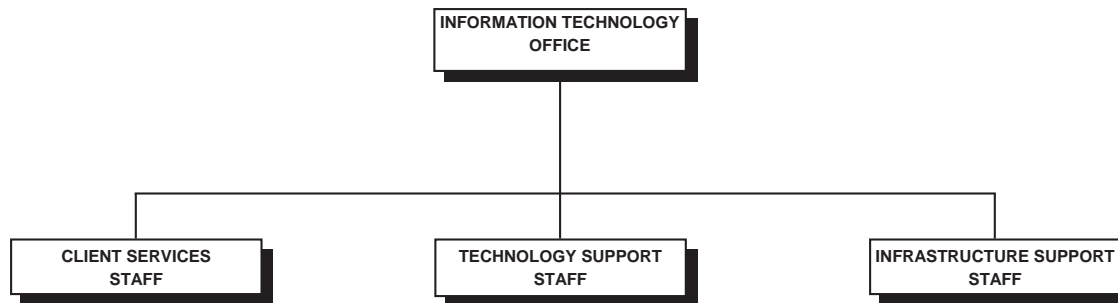 INFORMATION TECHNOLOGY
OFFICE
CLIENT SERVICES
STAFF
TECHNOLOGY SUPPORT
STAFF
INFRASTRUCTURE SUPPORT
STAFF